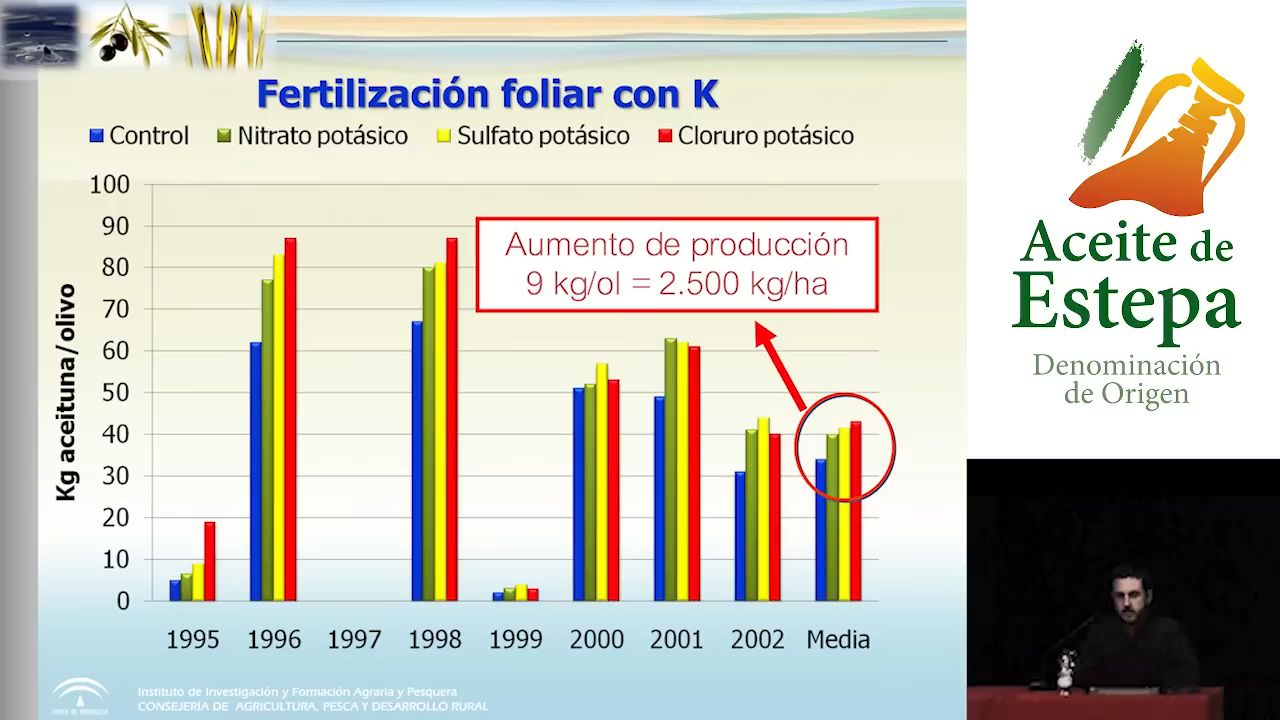 Fertilización foliar con K
Control
Nitrato potásico
Sulfato potásico
Cloruro potásico
100
90
80
70
60
50
40
30
20
10
0
Kg aceituna/olivo
Aumento de producción
9 kg/ol = 2.500 kg/ha
1995
1996
1997
1998
1999
2000
2001
2002
Media
Instituto de Investigación y Formación Agraria y Pesquera
CONSEJERÍA DE AGRICULTURA, PESCA Y DESARROLLO RURAL
JUNTA DE ANDALUCIA
Aceite de
Estepa
Denominación
de Origen